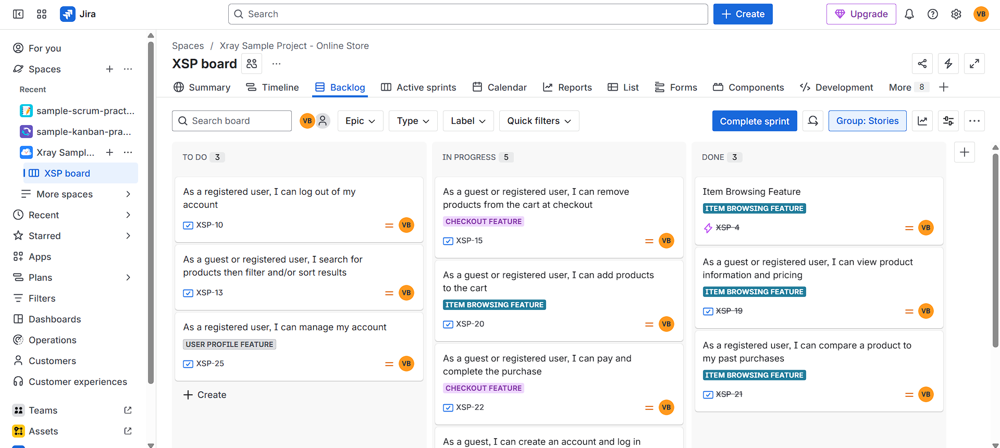 Jira
Search
Create
Upgrade
VB
For you
Spaces
Recent
sample-scrum-pract...
sample-kanban-pra...
Xray Sampl...
XSP board
More spaces
Recent
Starred
Apps
Plans
Filters
Dashboards
Operations
Customers
Customer experiences
Teams
Assets
Spaces / Xray Sample Project - Online Store
XSP board
Summary
Timeline
Backlog
Active sprints
Calendar
Reports
List
Forms
Components
Development
More 8
Search board
VB
Epic
Type
Label
Quick filters
Complete sprint
Group: Stories
TO DO 3
As a registered user, I can log out of my
account
XSP-10
VB
As a guest or registered user, I search for
products then filter and/or sort results
XSP-13
VB
As a registered user, I can manage my account
USER PROFILE FEATURE
XSP-25
VB
Create
IN PROGRESS 5
As a guest or registered user, I can remove
products from the cart at checkout
CHECKOUT FEATURE
XSP-15
VB
As a guest or registered user, I can add products
to the cart
ITEM BROWSING FEATURE
XSP-20
VB
As a guest or registered user, I can pay and
complete the purchase
CHECKOUT FEATURE
XSP-22
VB
As a guest, I can create an account and log in
DONE 3
Item Browsing Feature
ITEM BROWSING FEATURE
XSP-4
VB
As a guest or registered user, I can view product
information and pricing
ITEM BROWSING FEATURE
XSP-19
VB
As a registered user, I can compare a product to
my past purchases
ITEM BROWSING FEATURE
XSP-21
VB